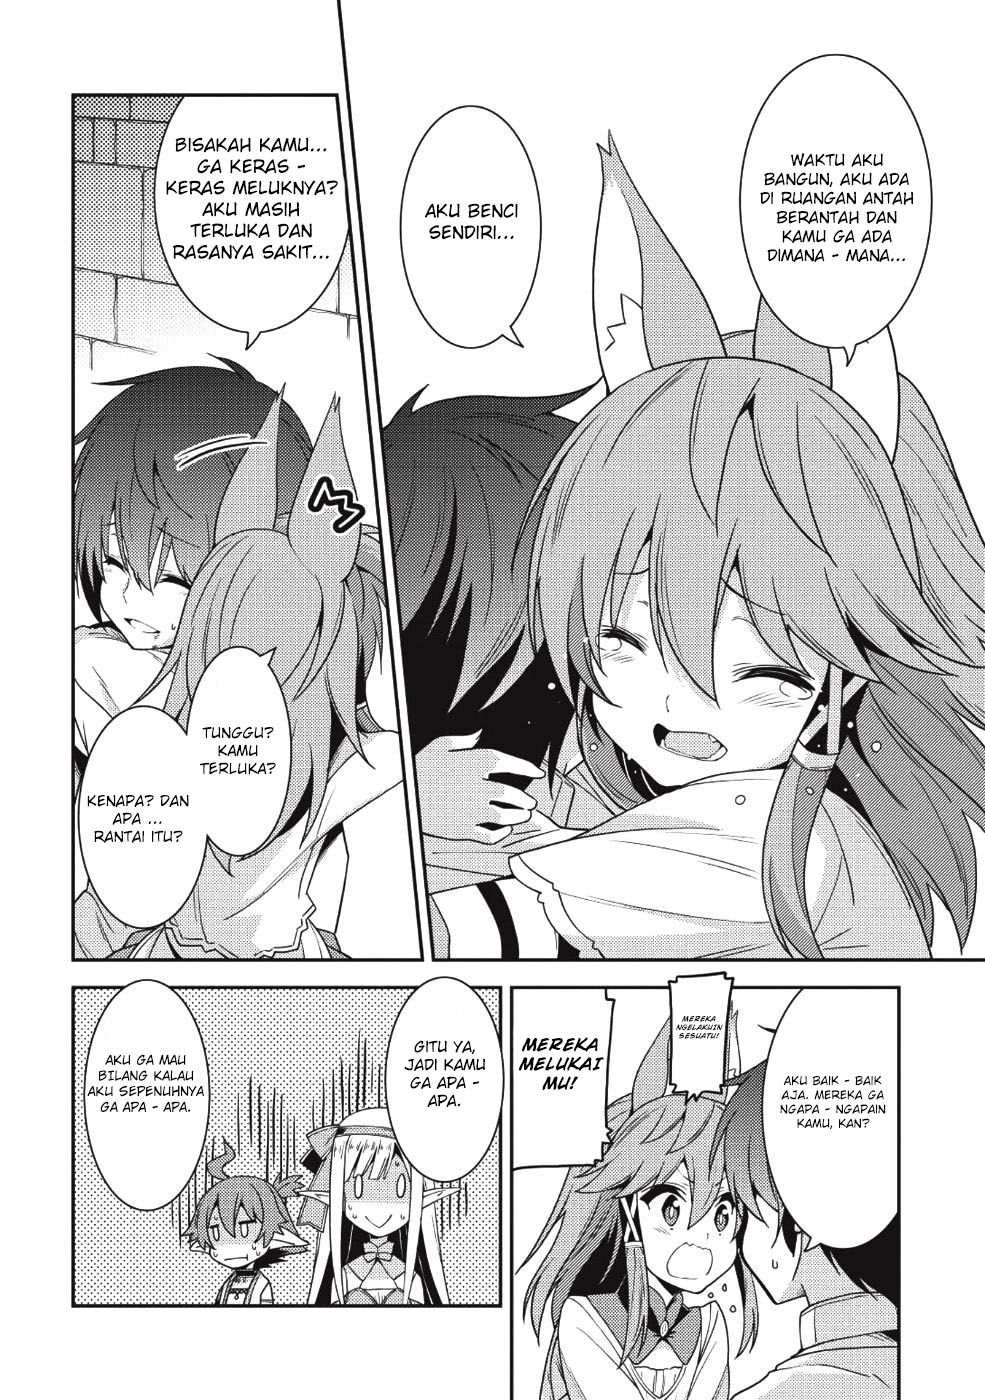 WAKTU AKU
BANGUN, AKU ADA
DI RUANGAN ANTAH
BERANTAH DAN
KAMU GA ADA
DIMANA - MANA...
AKU BENCI
SENDIRI...
BISAKAH KAMU...
GA KERAS -
KERAS MELUKNYA?
AKU MASIH
TERLUKA DAN
RASANYA SAKIT...
TUNGGU?
KAMU
TERLUKA?
KENAPA? DAN
APA ...
RANTAI ITU?
AKU BAIK - BAIK
AJA. MEREKA GA
NGAPA - NGAPAIN
KAMU, KAN?
MEREKA
NGELAKUIN
SESUATU!
MEREKA
MELUKAI
MU!
GITU YA,
JADI KAMU
GA APA -
APA.
AKU GA MAU
BILANG KALAU
AKU SEPENUHNYA
GA APA - APA.